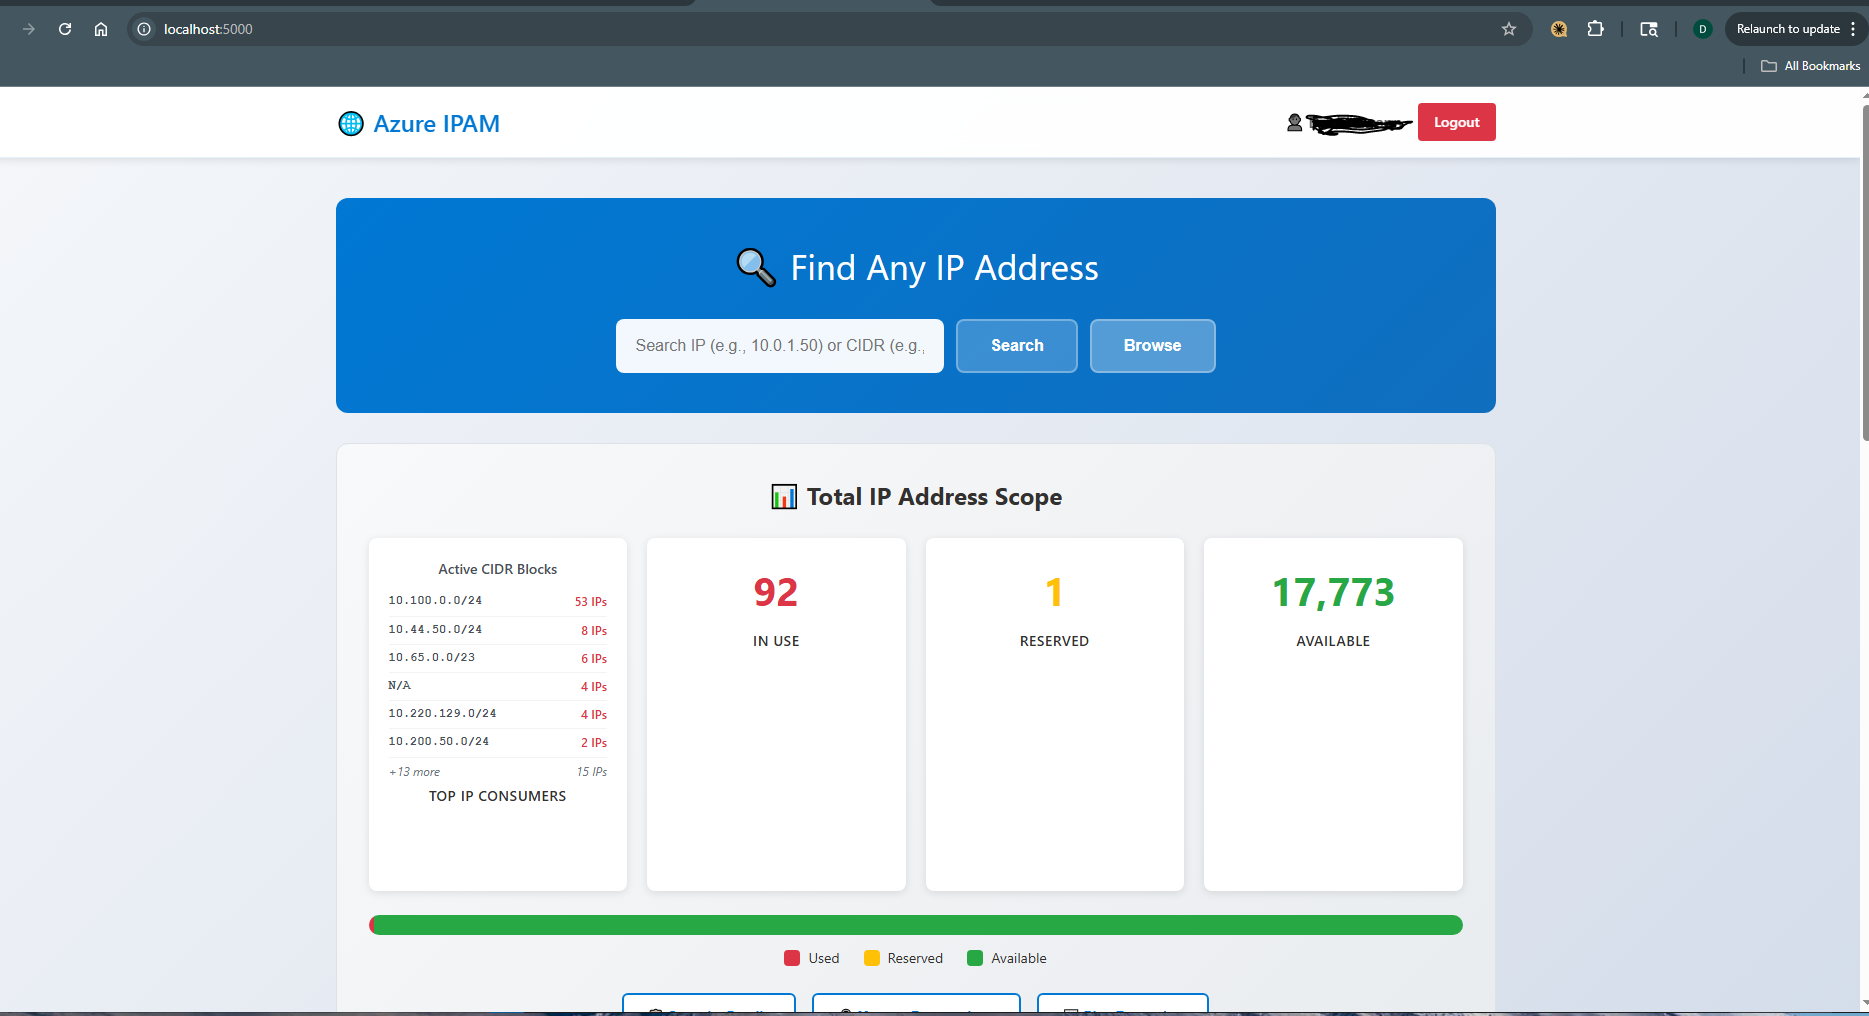 localhost:5000
D
Relaunch to update
All Bookmarks
Azure IPAM
Logout
Find Any IP Address
Search IP (e.g., 10.0.1.50) or CIDR (e.g.,
Search
Browse
Total IP Address Scope
Active CIDR Blocks
10.100.0.0/24 53 IPs
10.44.50.0/24 8 IPs
10.65.0.0/23 6 IPs
N/A 4 IPs
10.220.129.0/24 4 IPs
10.200.50.0/24 2 IPs
+13 more 15 IPs
TOP IP CONSUMERS
92
IN USE
1
RESERVED
17,773
AVAILABLE
Used
Reserved
Available